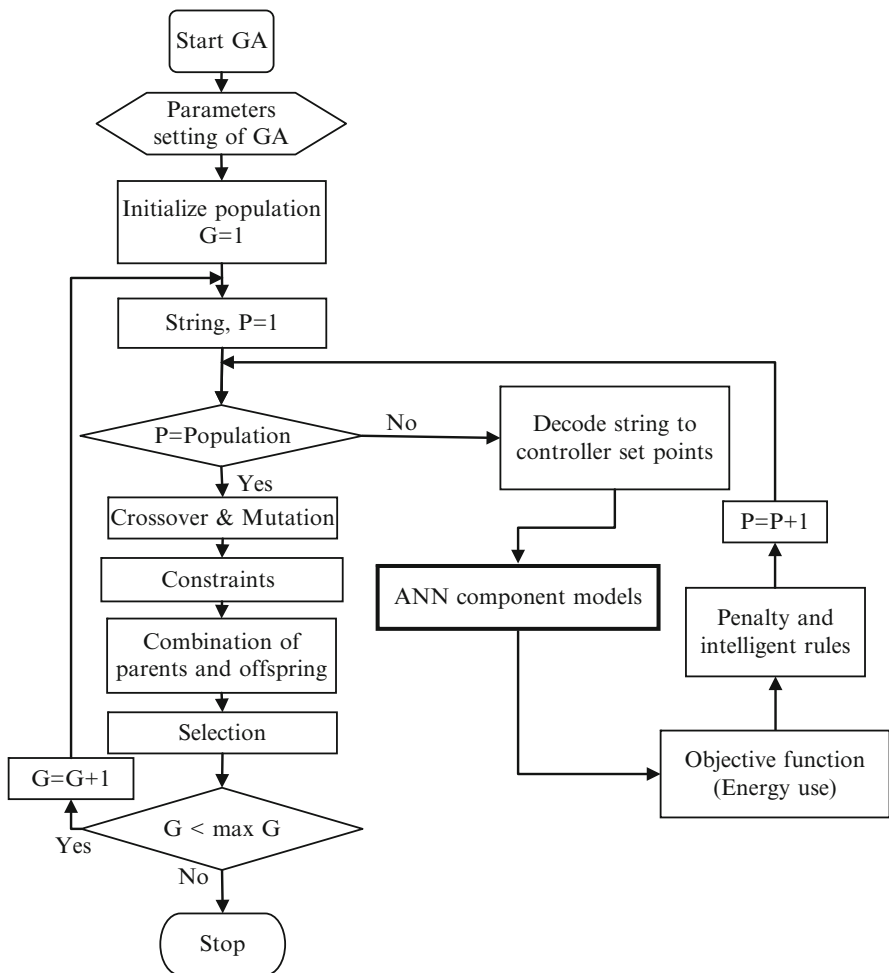 Start GA
Parameters
setting of GA
Initialize population
G=1
String, P=1
P=Population
No
Yes
Decode string to
controller set points
Crossover & Mutation
P=P+1
Constraints
ANN component models
Combination of
parents and offspring
Penalty and
intelligent rules
Selection
Objective function
(Energy use)
G=G+1
G < max G
Yes
No
Stop